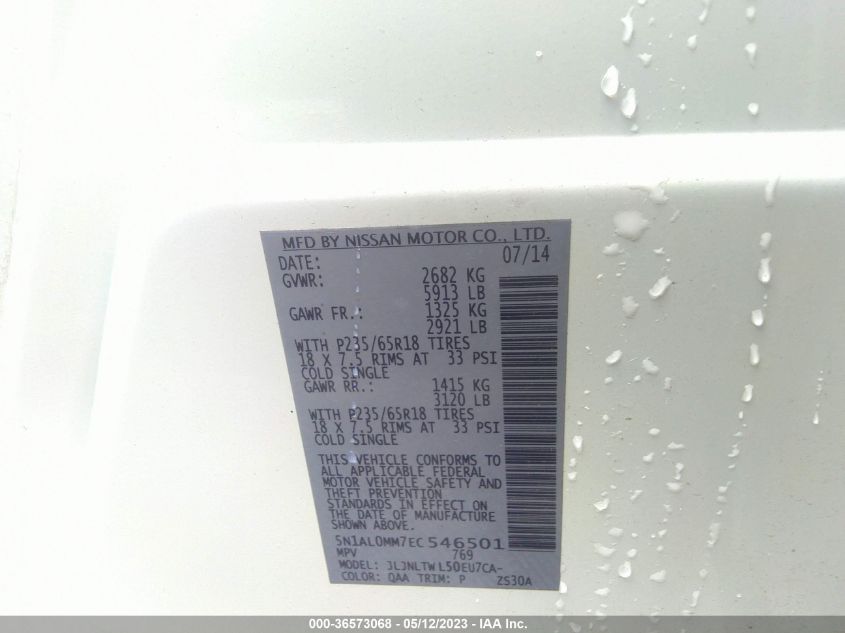 MFD BY NISSAN MOTOR CO., LTD.
DATE: 07/14
GVWR: 2682 KG
5913 LB
GAWR FR.: 1325 KG
2921 LB
WITH P235/65R18 TIRES
18 X 7.5 RIMS AT 33 PSI
COLD SINGLE
GAWR RR.: 1415 KG
3120 LB
WITH P235/65R18 TIRES
18 X 7.5 RIMS AT 33 PSI
COLD SINGLE
THIS VEHICLE CONFORMS TO
ALL APPLICABLE FEDERAL
MOTOR VEHICLE SAFETY AND
THEFT PREVENTION
STANDARDS IN EFFECT ON
THE DATE OF MANUFACTURE
SHOWN ABOVE.
5N1AL0MM7EC546501
MPV 769
MODEL: JLJNLTWL50EU7CA-
COLOR: QAA TRIM: P ZS30A
000-36573068 - 05/12/2023 - IAA Inc.